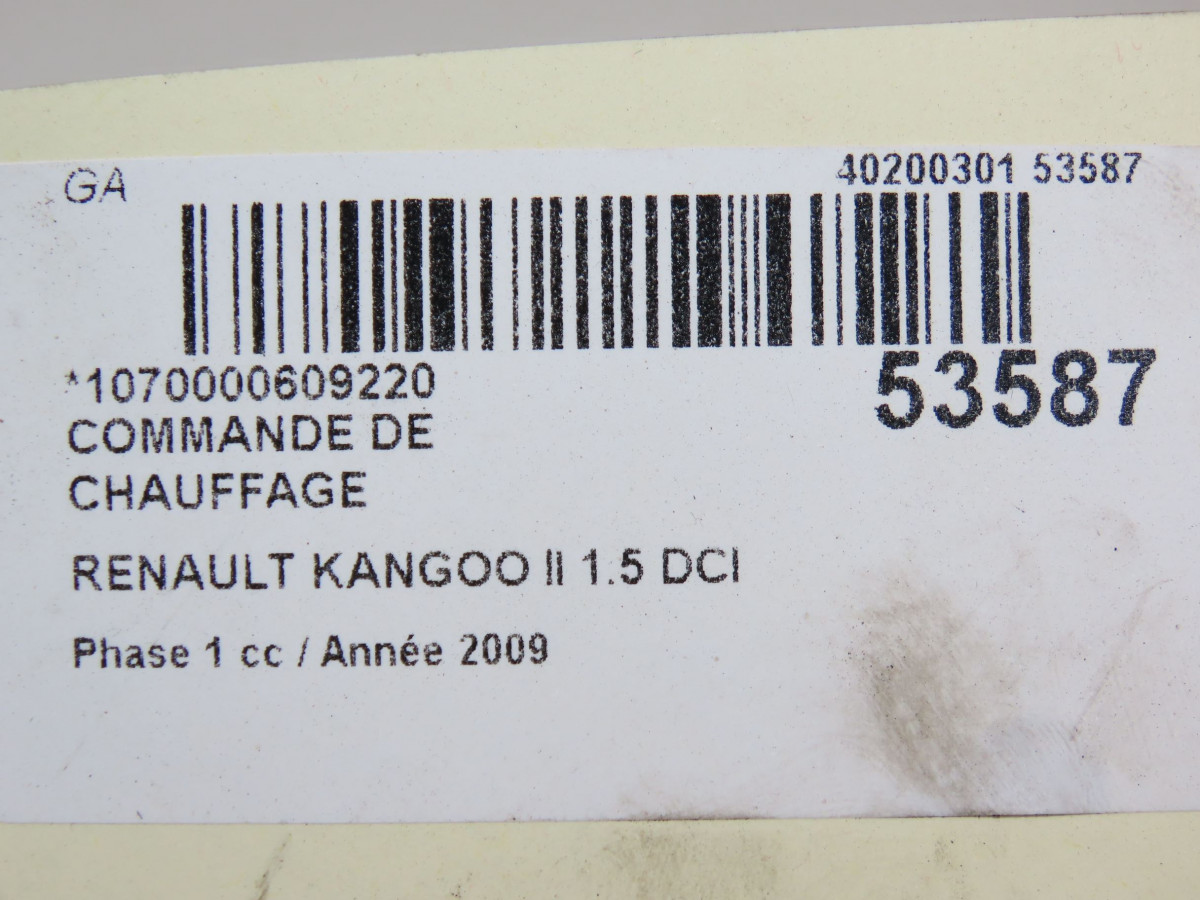 GA
40200301 53587
*1070000609220
53587
COMMANDE DE
CHAUFFAGE
RENAULT KANGOO II 1.5 DCI
Phase 1 cc / Année 2009